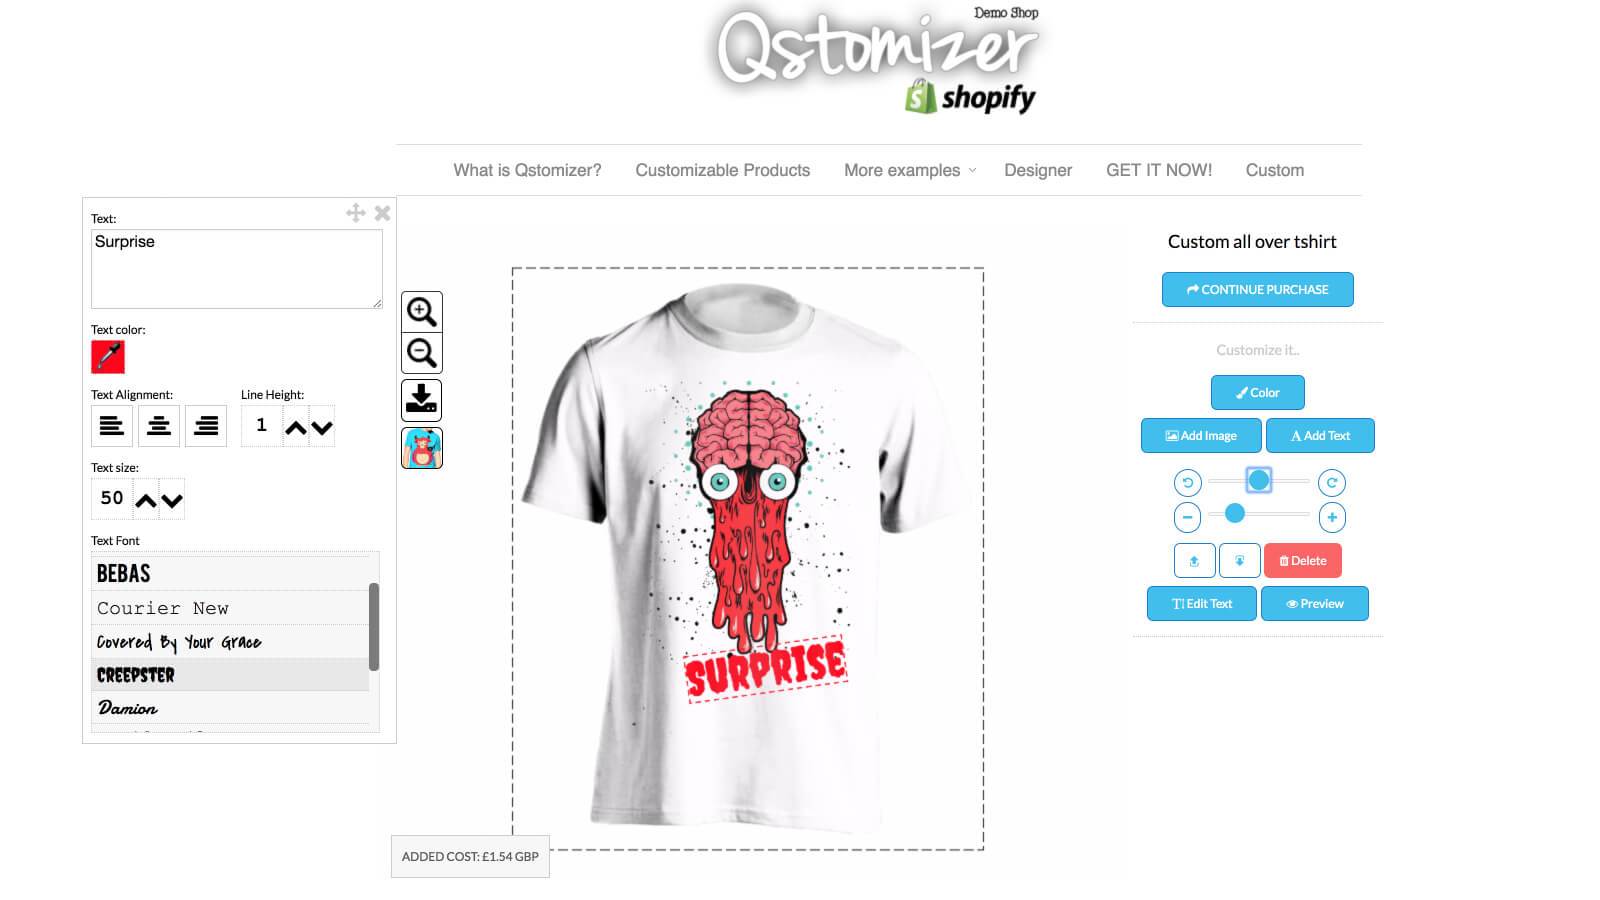 Demo Shop
Qstomizer
shopify
What is Qstomizer? Customizable Products More examples Designer GET IT NOW! Custom
Text:
Surprise
Text color:
Text Alignment: Line Height:
1
Text size:
50
Text Font
BEBAS
Courier New
Covered By Your Grace
CREEPSTER
Damion
SURPRISE
ADDED COST: £1.54 GBP
Custom all over tshirt
CONTINUE PURCHASE
Customize it..
Color
Add Image Add Text
Delete
Edit Text Preview